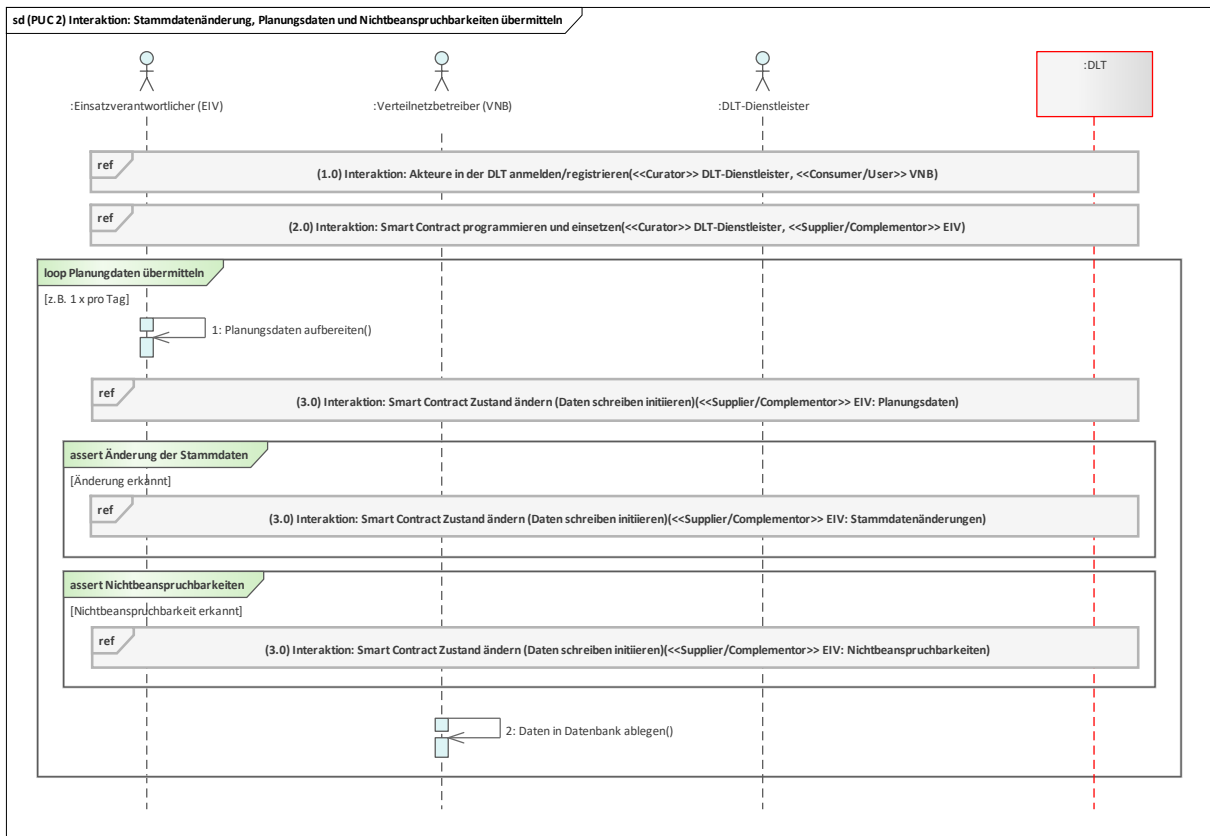 sd (PUC 2) Interaktion: Stammdatenänderung, Planungsdaten und Nichtbeanspruchbarkeiten übermitteln
:Einsatzverantwortlicher (EIV)
:Verteilnetzbetreiber (VNB)
:DLT-Dienstleister
:DLT
ref
(1.0) Interaktion: Akteure in der DLT anmelden/registrieren(<<Curator>> DLT-Dienstleister, <<Consumer/User>> VNB)
ref
(2.0) Interaktion: Smart Contract programmieren und einsetzen(<<Curator>> DLT-Dienstleister, <<Supplier/Complementor>> EIV)
loop Planungdaten übermitteln
[z.B. 1 x pro Tag]
1: Planungsdaten aufbereiten()
ref
(3.0) Interaktion: Smart Contract Zustand ändern (Daten schreiben initiieren)(<<Supplier/Complementor>> EIV: Planungsdaten)
assert Änderung der Stammdaten
[Änderung erkannt]
ref
(3.0) Interaktion: Smart Contract Zustand ändern (Daten schreiben initiieren)(<<Supplier/Complementor>> EIV: Stammdatenänderungen)
assert Nichtbeanspruchbarkeiten
[Nichtbeanspruchbarkeit erkannt]
ref
(3.0) Interaktion: Smart Contract Zustand ändern (Daten schreiben initiieren)(<<Supplier/Complementor>> EIV: Nichtbeanspruchbarkeiten)
2: Daten in Datenbank ablegen()